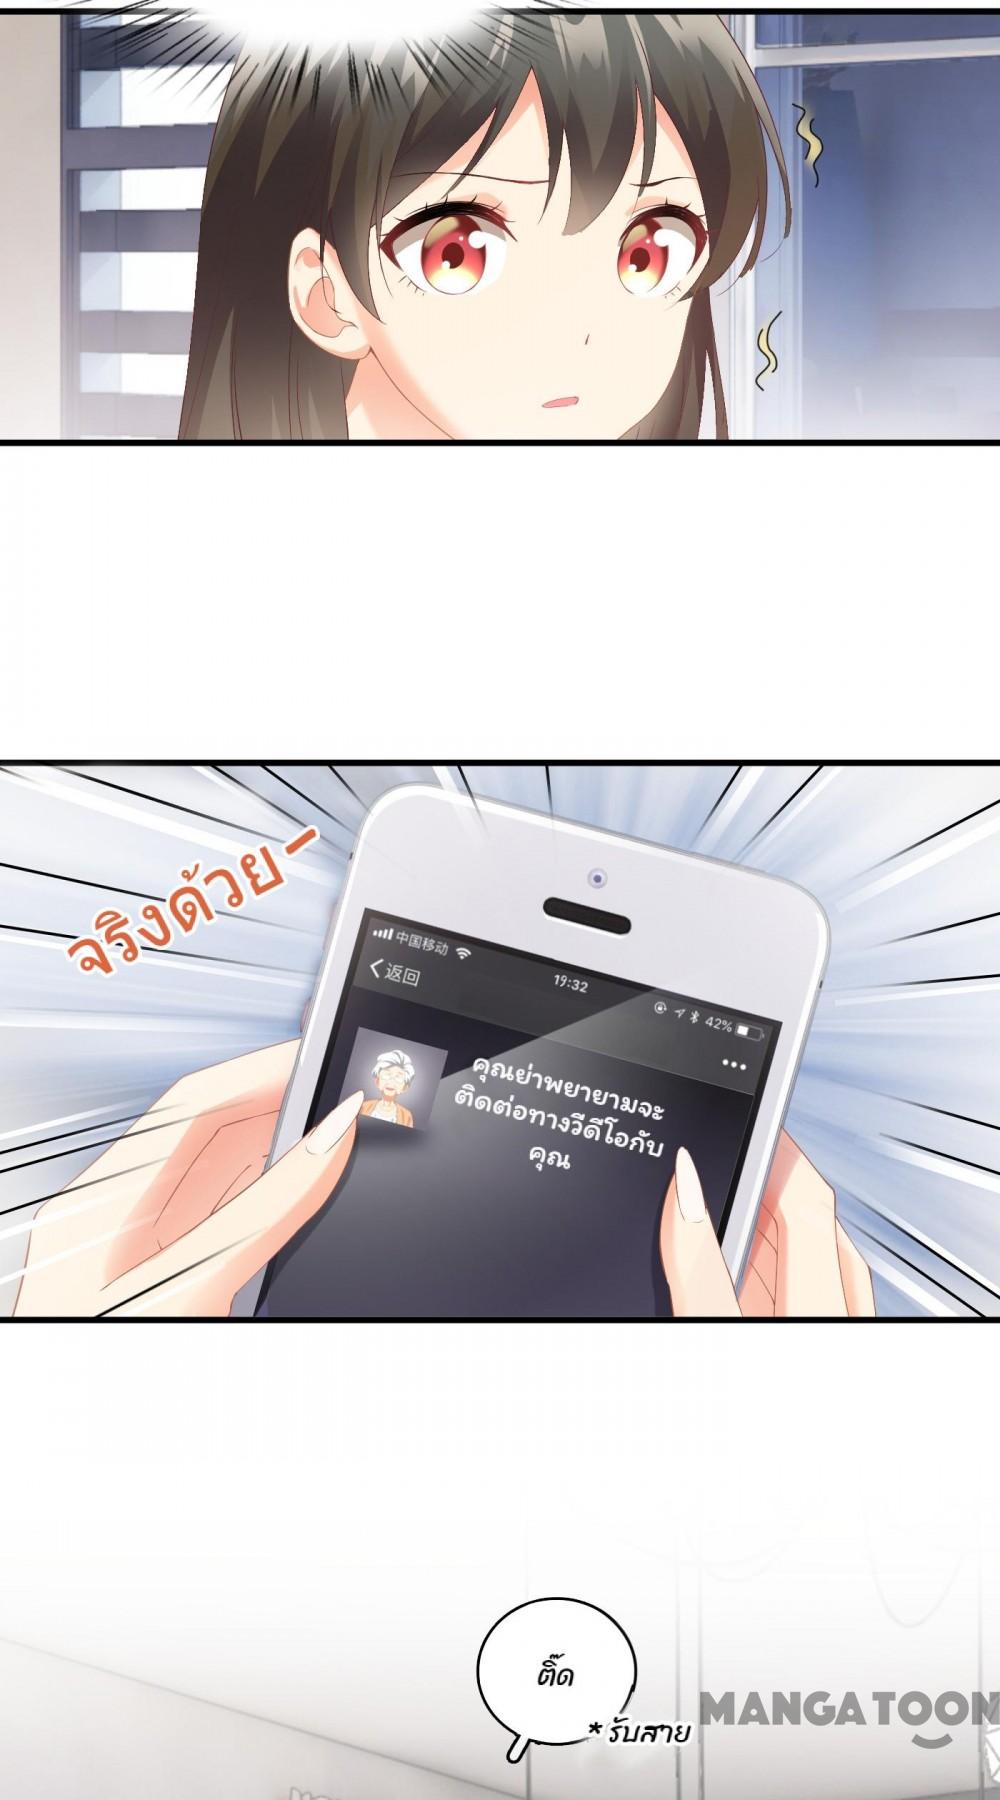 จริงด้วย-
中国移动
19:32
42%
返回
คุณย่าพยายามจะ
ติดต่อทางวีดีโอกับ
คุณ
ติ๊ด
*รับสาย
MANGATOON